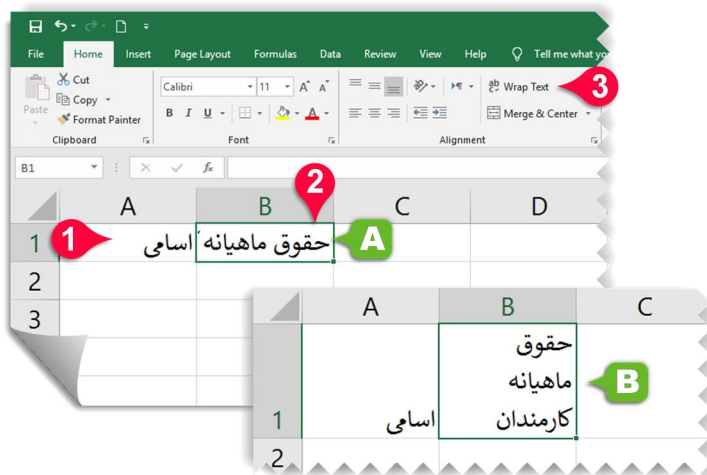 File Home Insert Page Layout Formulas Data Review View Help Tell me what you
Cut
Copy
Format Painter
Paste
Clipboard
Calibri 11
B I U
Font
Wrap Text
Merge & Center
Alignment
3
B1
fx
2
A B C D
1 1 اسامی حقوق ماهیانه A
2
3
A B C
حقوق
ماهیانه
کارمندان
B
1 اسامی
2